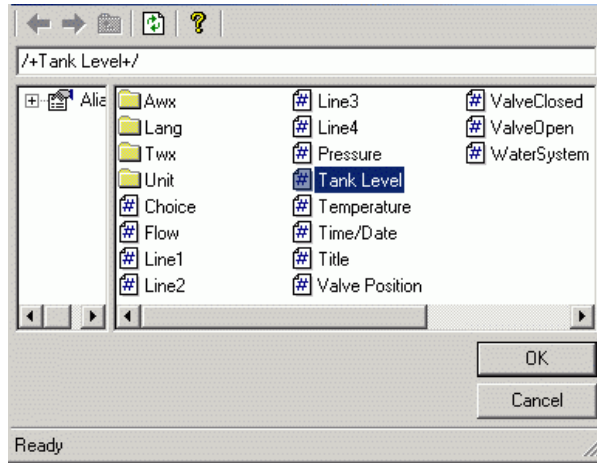 /+Tank Level+/
Alia
Awx
Lang
Twx
Unit
Choice
Flow
Line1
Line2
Line3
Line4
Pressure
Tank Level
Temperature
Time/Date
Title
Valve Position
ValveClosed
ValveOpen
WaterSystem
OK
Cancel
Ready